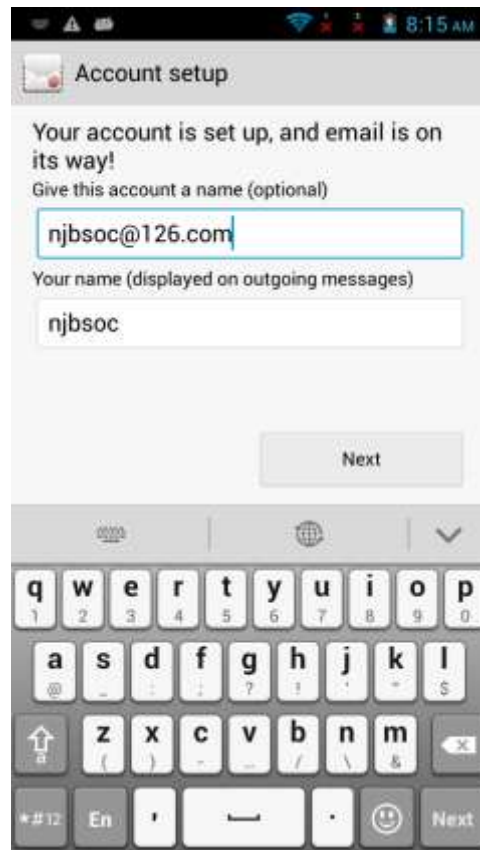 8:15 AM
Account setup
Your account is set up, and email is on
its way!
Give this account a name (optional)
njbsoc@126.com
Your name (displayed on outgoing messages)
njbsoc
Next
q w e r t y u i o p
1 2 3 4 5 6 7 8 9 0
a s d f g h j k l
@ _ : ; ? ! ' " $
z x c v b n m
( ) - … / \ &
*#12 En , . Next